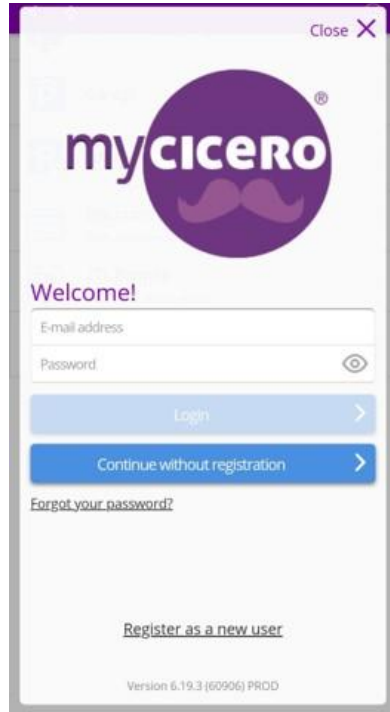 Close
®
mycicero
Welcome!
E-mail address
Password
Login
Continue without registration
Forgot your password?
Register as a new user
Version 6.19.3 (60906) PROD